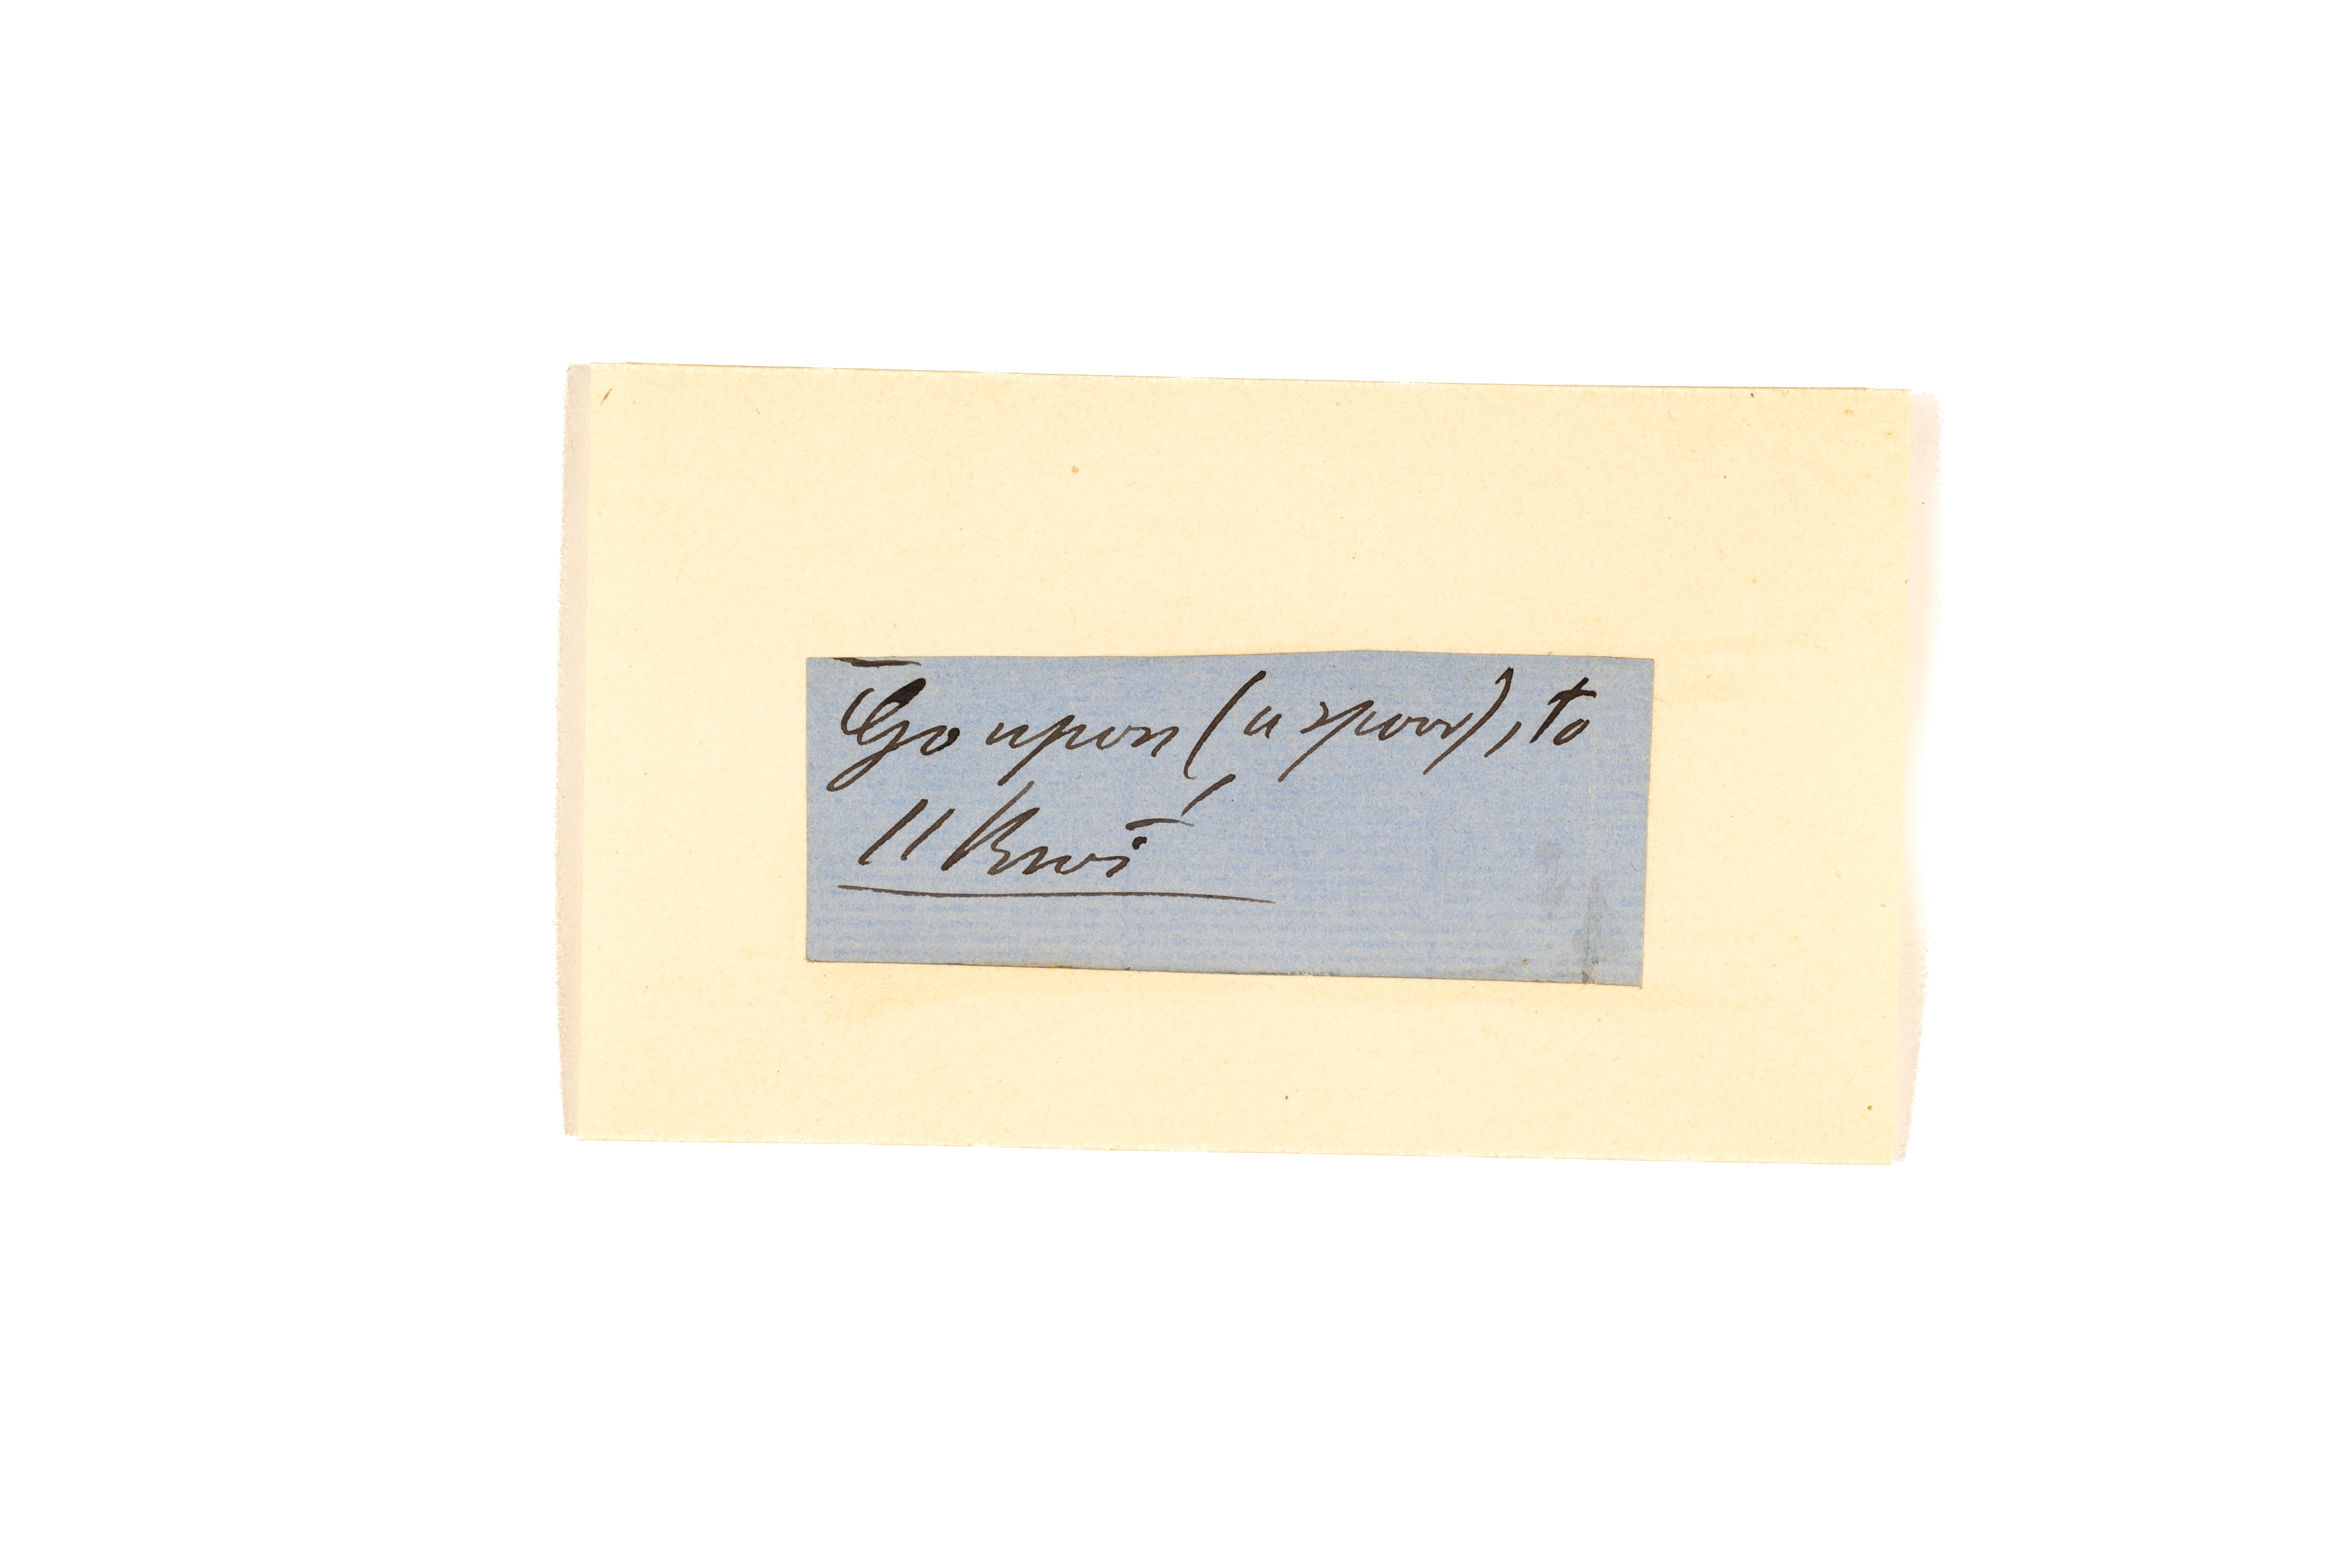 Go upon (a spoor), to